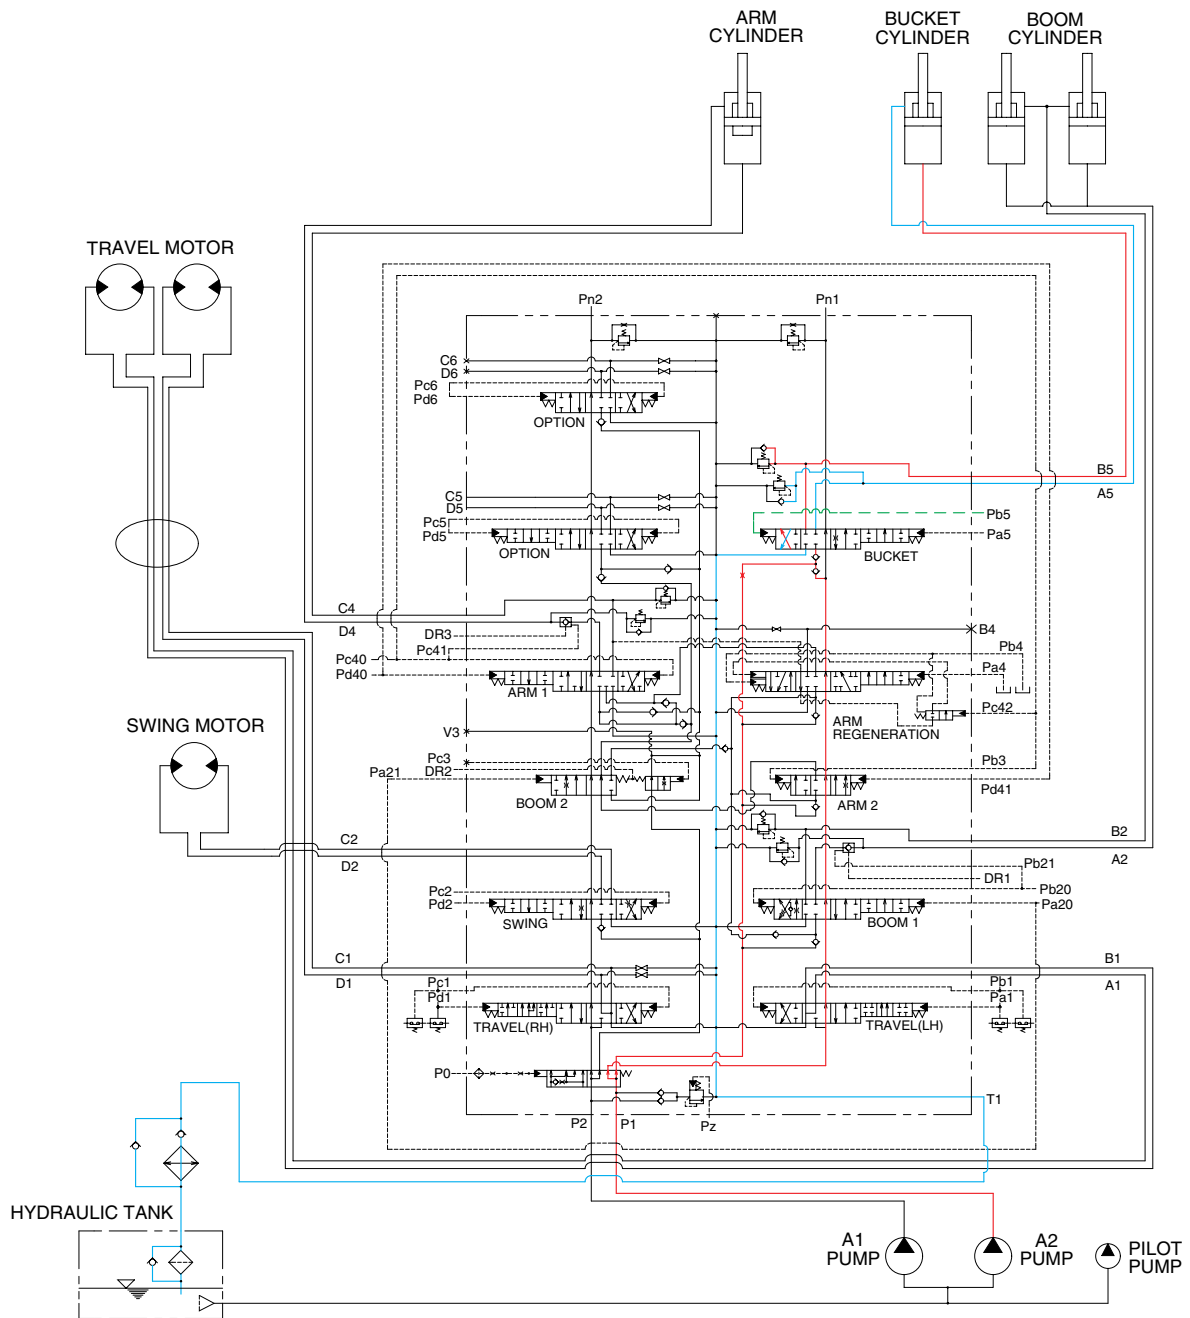 ARM
CYLINDER
BUCKET
CYLINDER
BOOM
CYLINDER
TRAVEL MOTOR
Pn2
Pn1
C6
D6
Pc6
Pd6
OPTION
B5
A5
C5
D5
Pc5
Pd5
Pb5
Pa5
OPTION
BUCKET
C4
D4
DR3
Pc41
Pc40
Pd40
B4
Pb4
Pa4
ARM 1
Pc42
ARM
REGENERATION
SWING MOTOR
V3
Pc3
DR2
Pa21
Pb3
Pd41
BOOM 2
ARM 2
C2
D2
B2
A2
Pb21
DR1
Pc2
Pd2
Pb20
Pa20
SWING
BOOM 1
C1
D1
B1
A1
Pc1
Pd1
Pb1
Pa1
TRAVEL(RH)
TRAVEL(LH)
P0
T1
P2
P1
Pz
HYDRAULIC TANK
A1
PUMP
A2
PUMP
PILOT
PUMP